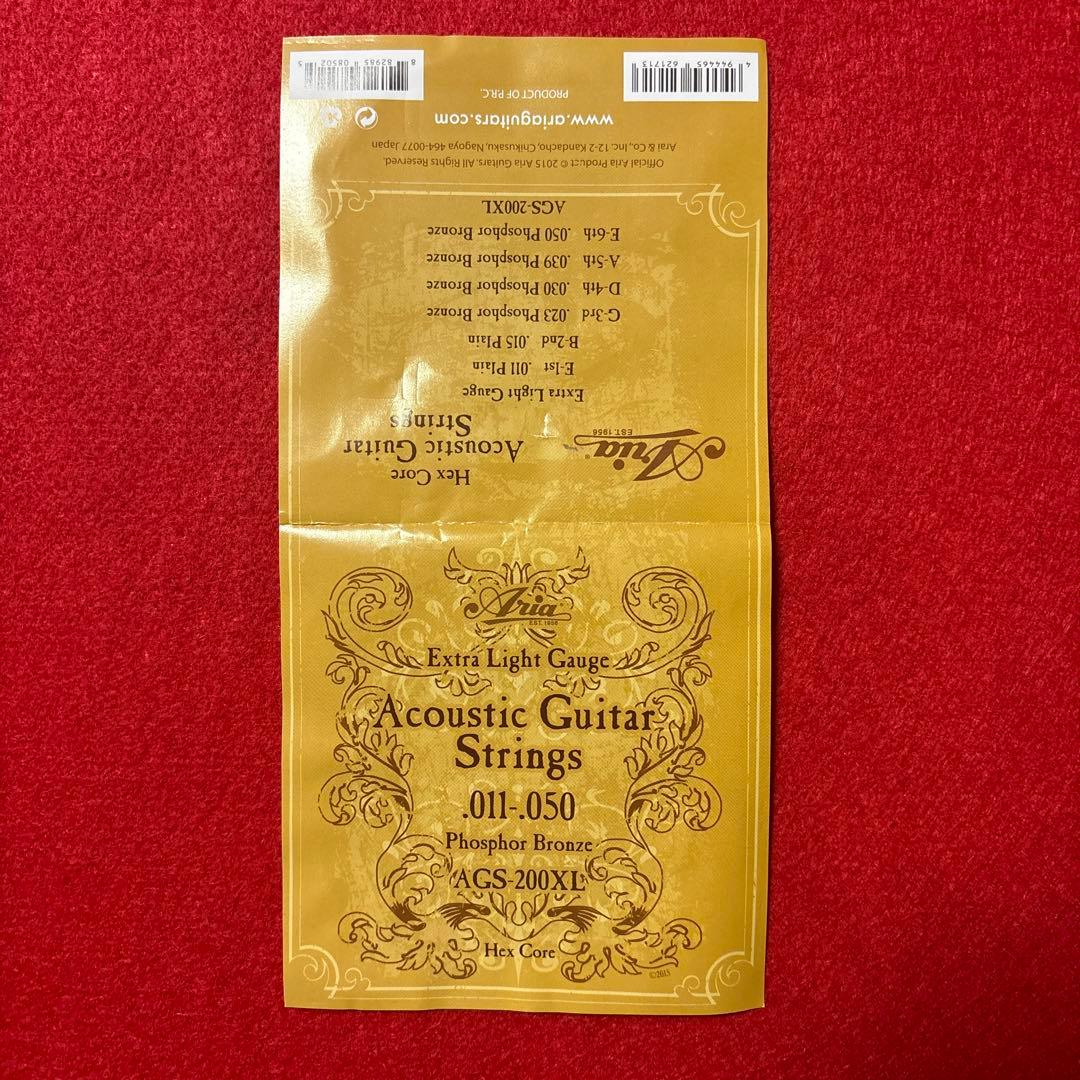 Aria
EST. 1956
Extra Light Gauge
Acoustic Guitar
Strings
.011-.050
Phosphor Bronze
AGS-200XL
Hex Core
©2015
Aria
EST. 1956
Hex Core
Acoustic Guitar
Strings
Extra Light Gauge
E-1st .011 Plain
B-2nd .015 Plain
G-3rd .023 Phosphor Bronze
D-4th .030 Phosphor Bronze
A-5th .039 Phosphor Bronze
E-6th .050 Phosphor Bronze
AGS-200XL
Official Aria Product © 2015 Aria Guitars. All Rights Reserved.
Arai & Co., Inc. 12-2 Kandacho, Chikusaku, Nagoya 464-0077 Japan
www.ariaguitars.com
PRODUCT OF P.R.C.
4 944465 621713
8 82985 08502 5